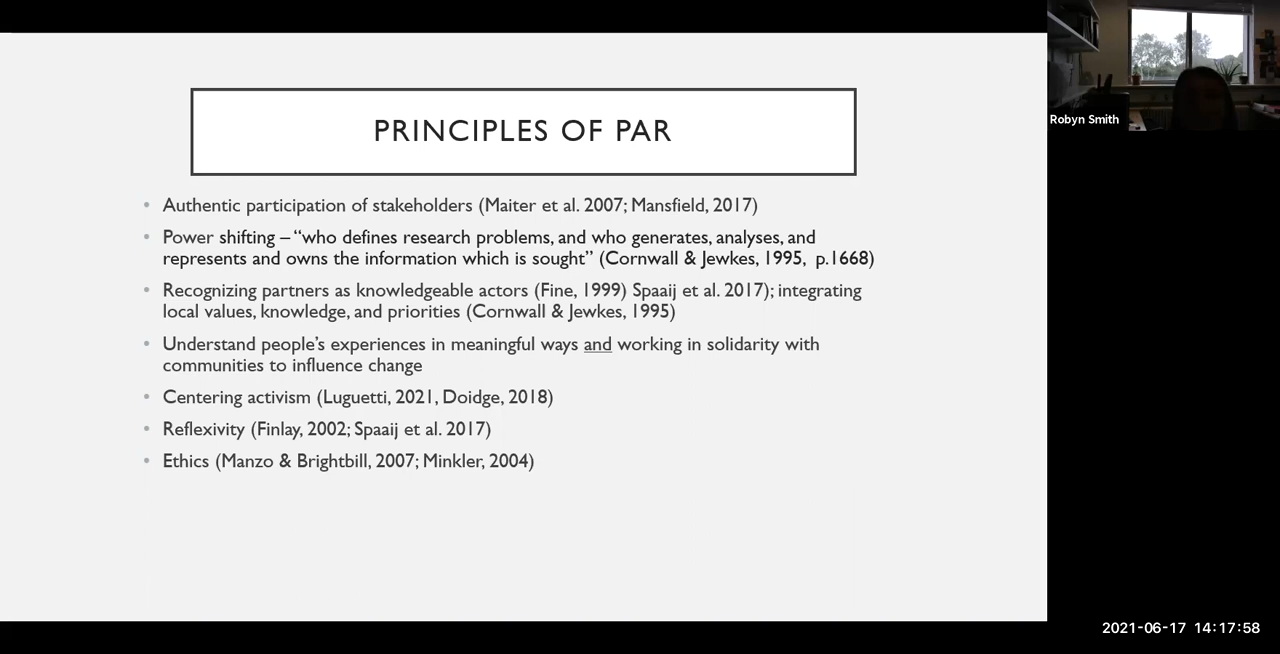 PRINCIPLES OF PAR
• Authentic participation of stakeholders (Maiter et al. 2007; Mansfield, 2017)
• Power shifting – “who defines research problems, and who generates, analyses, and
represents and owns the information which is sought” (Cornwall & Jewkes, 1995, p.1668)
• Recognizing partners as knowledgeable actors (Fine, 1999) Spaaij et al. 2017); integrating
local values, knowledge, and priorities (Cornwall & Jewkes, 1995)
• Understand people’s experiences in meaningful ways and working in solidarity with
communities to influence change
• Centering activism (Luguetti, 2021, Doidge, 2018)
• Reflexivity (Finlay, 2002; Spaaij et al. 2017)
• Ethics (Manzo & Brightbill, 2007; Minkler, 2004)
Robyn Smith
2021-06-17 14:17:58